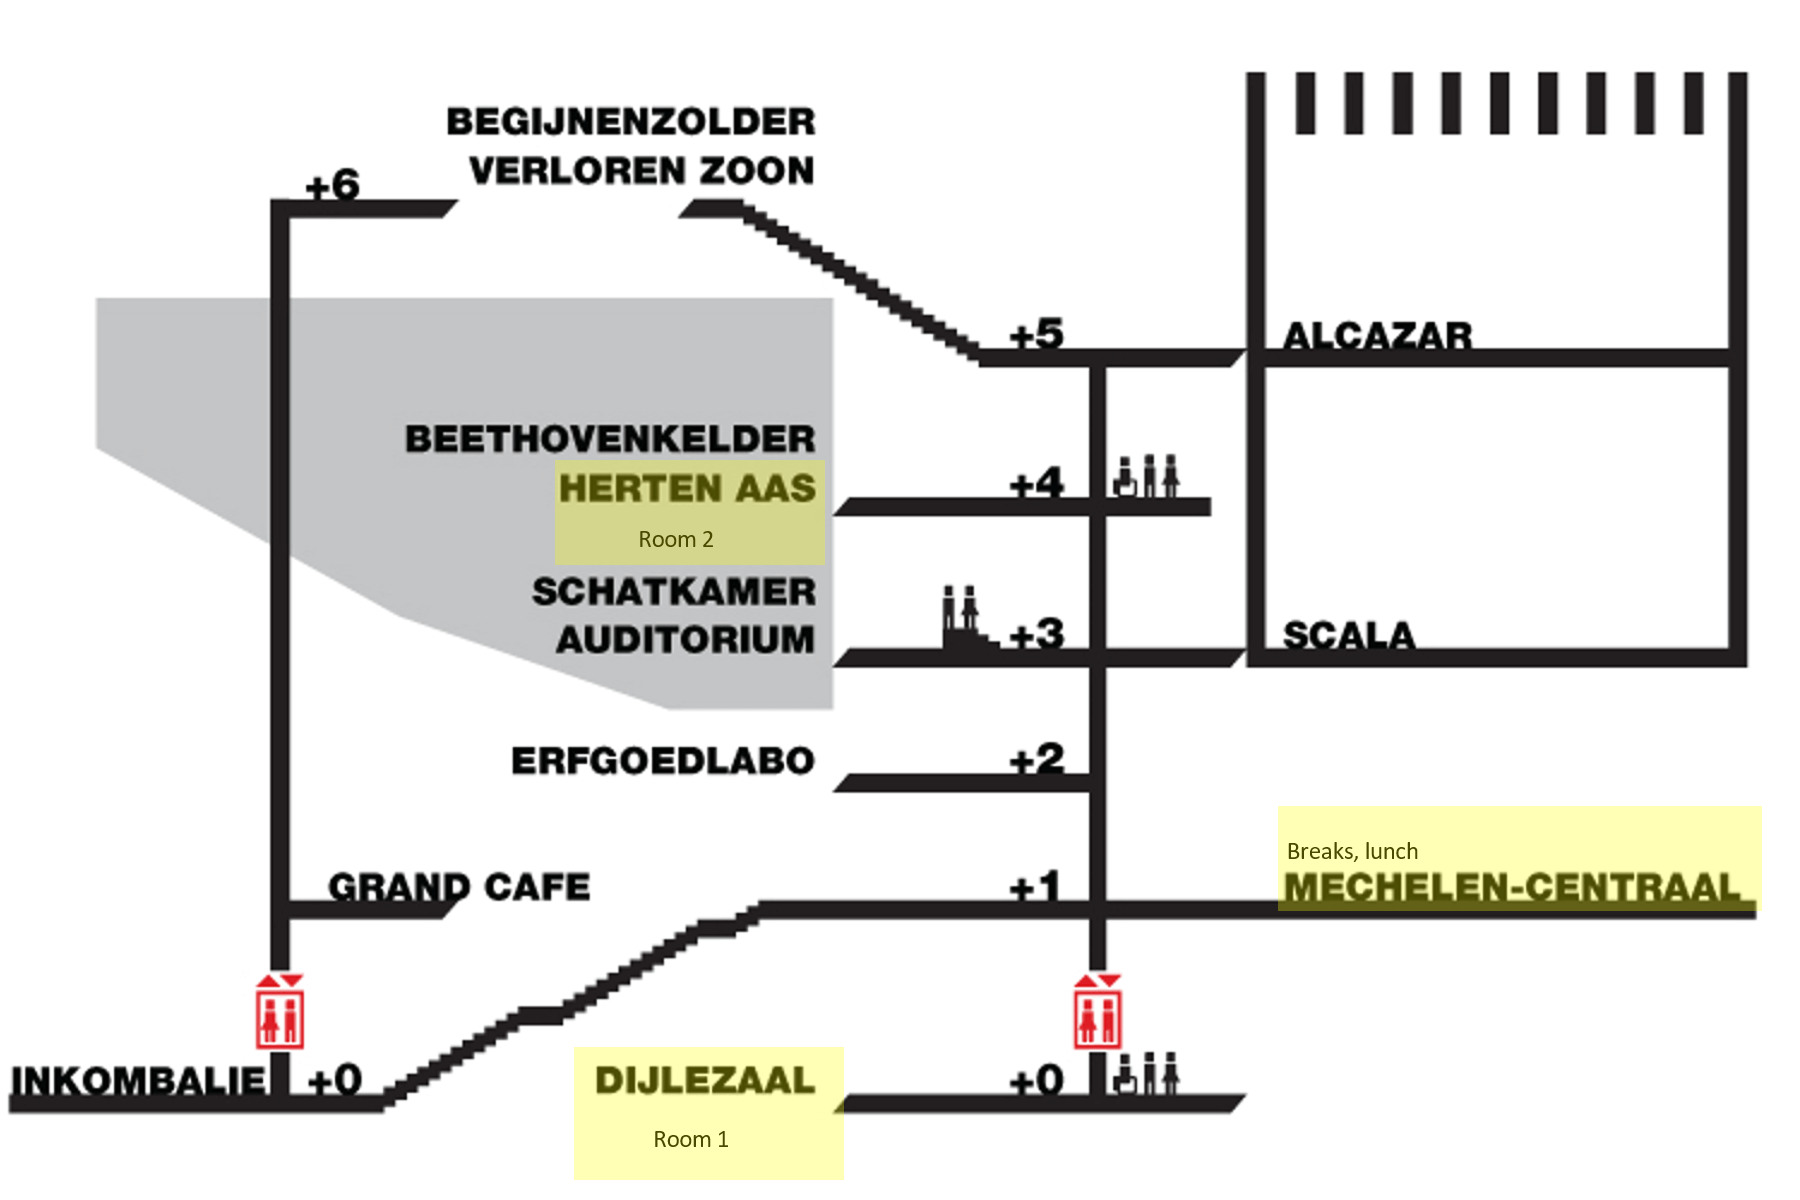 BEGIJNENZOLDER
VERLOREN ZOON
+6
+5
ALCAZAR
BEETHOVENKELDER
HERTEN AAS
+4
Room 2
SCHATKAMER
AUDITORIUM
+3
SCALA
ERFGOEDLABO
+2
Breaks, lunch
GRAND CAFE
+1
MECHELEN-CENTRAAL
INKOMBALIE
+0
DIJLEZAAL
+0
Room 1